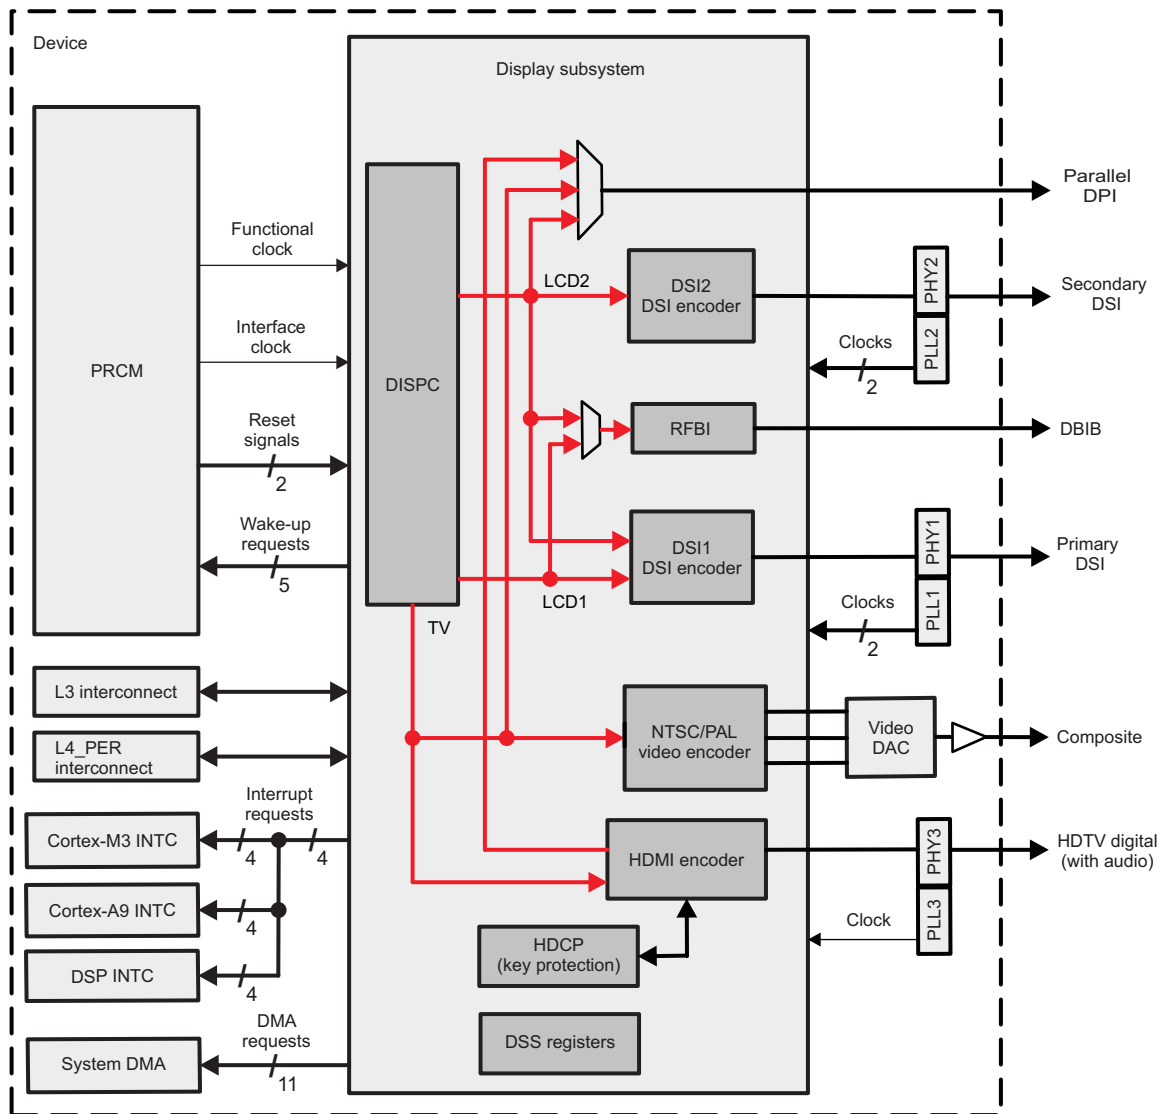 Device
Display subsystem
PRCM
Functional
clock
Interface
clock
Reset
signals
2
Wake-up
requests
5
DISPC
LCD2
LCD1
TV
DSI2
DSI encoder
RFBI
DSI1
DSI encoder
NTSC/PAL
video encoder
HDMI encoder
HDCP
(key protection)
DSS registers
PHY2
PLL2
Clocks
2
PHY1
PLL1
Clocks
2
Video
DAC
PHY3
PLL3
Clock
Parallel
DPI
Secondary
DSI
DBIB
Primary
DSI
Composite
HDTV digital
(with audio)
L3 interconnect
L4_PER
interconnect
Interrupt
requests
4
4
Cortex-M3 INTC
Cortex-A9 INTC
4
DSP INTC
4
DMA
requests
11
System DMA